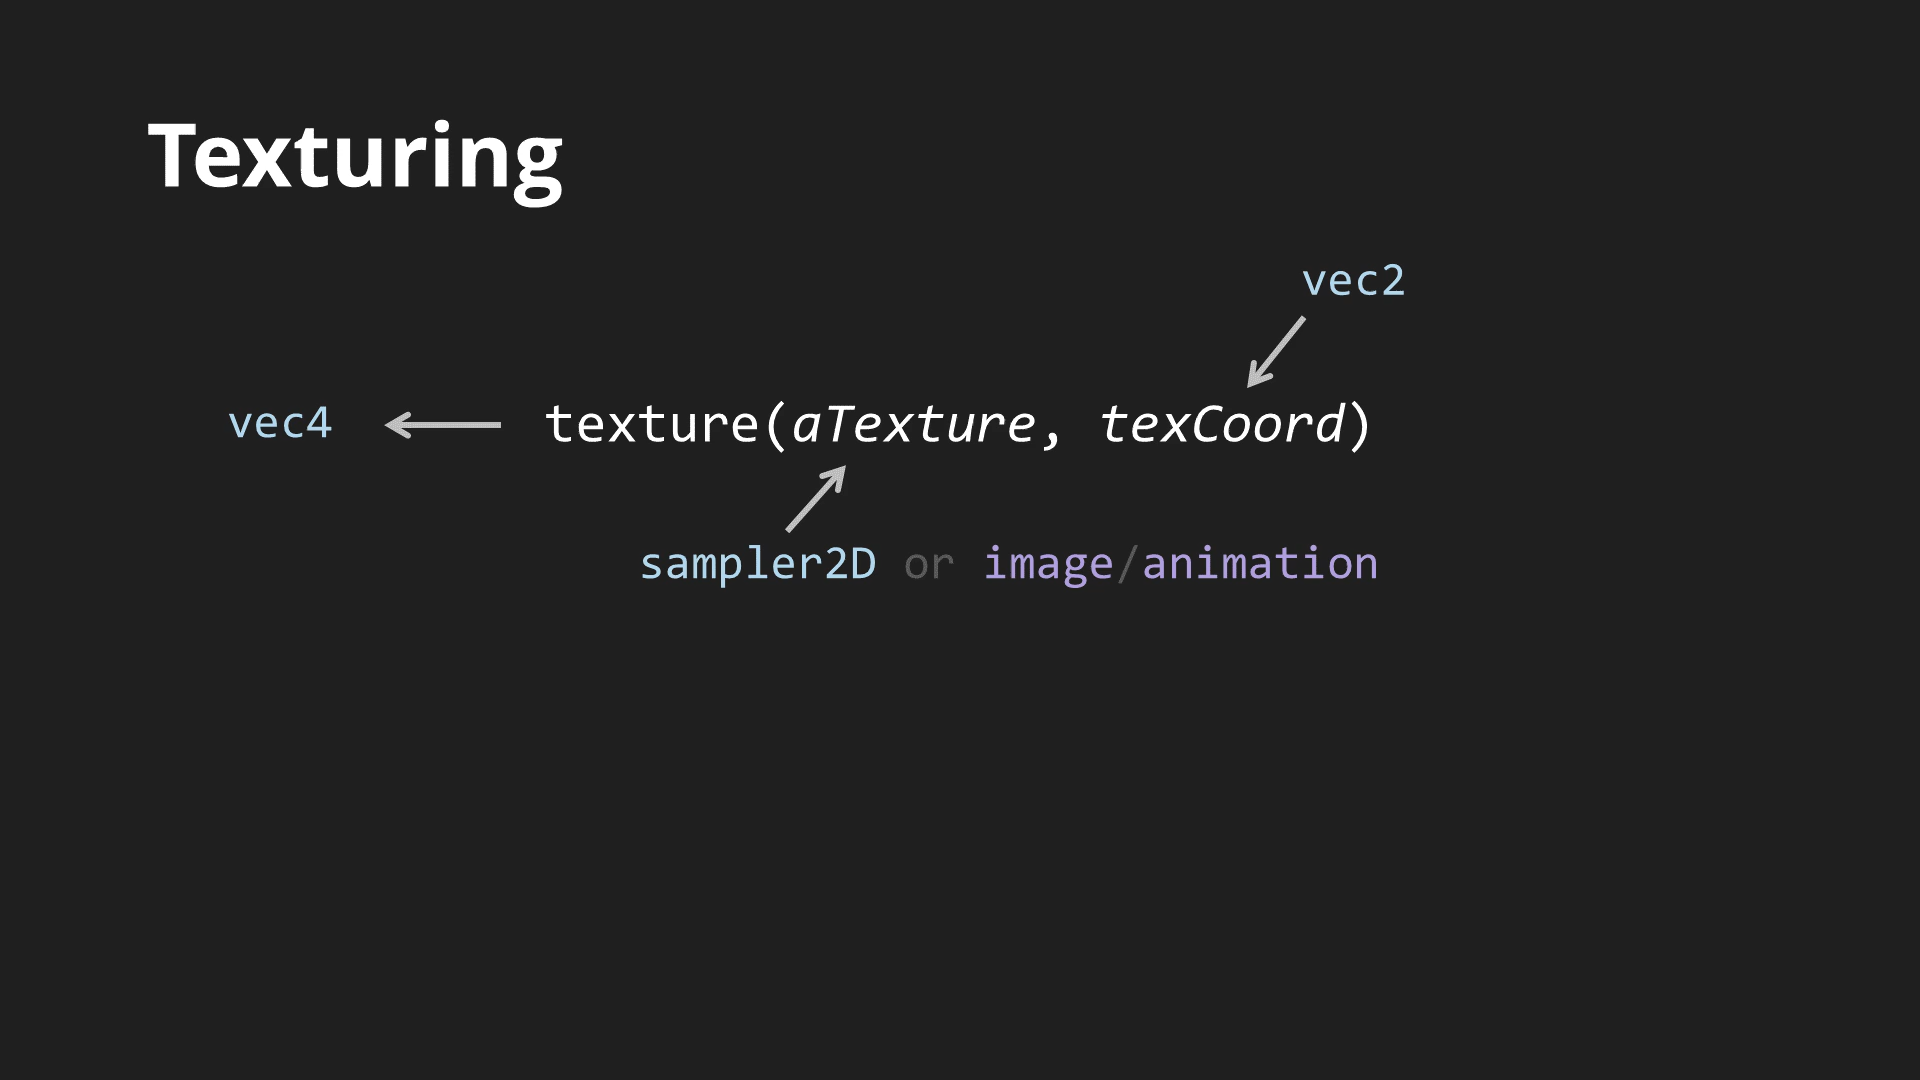 Texturing
vec2
vec4
texture(aTexture, texCoord)
sampler2D or image/animation